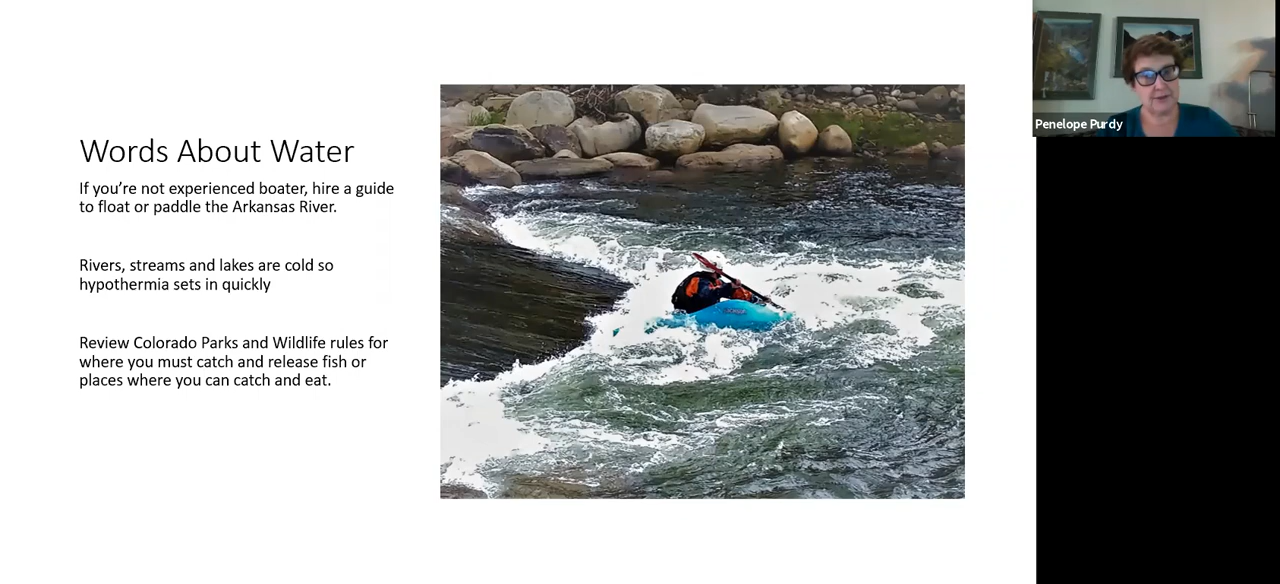 Words About Water
If you’re not experienced boater, hire a guide
to float or paddle the Arkansas River.
Rivers, streams and lakes are cold so
hypothermia sets in quickly
Review Colorado Parks and Wildlife rules for
where you must catch and release fish or
places where you can catch and eat.
Penelope Purdy